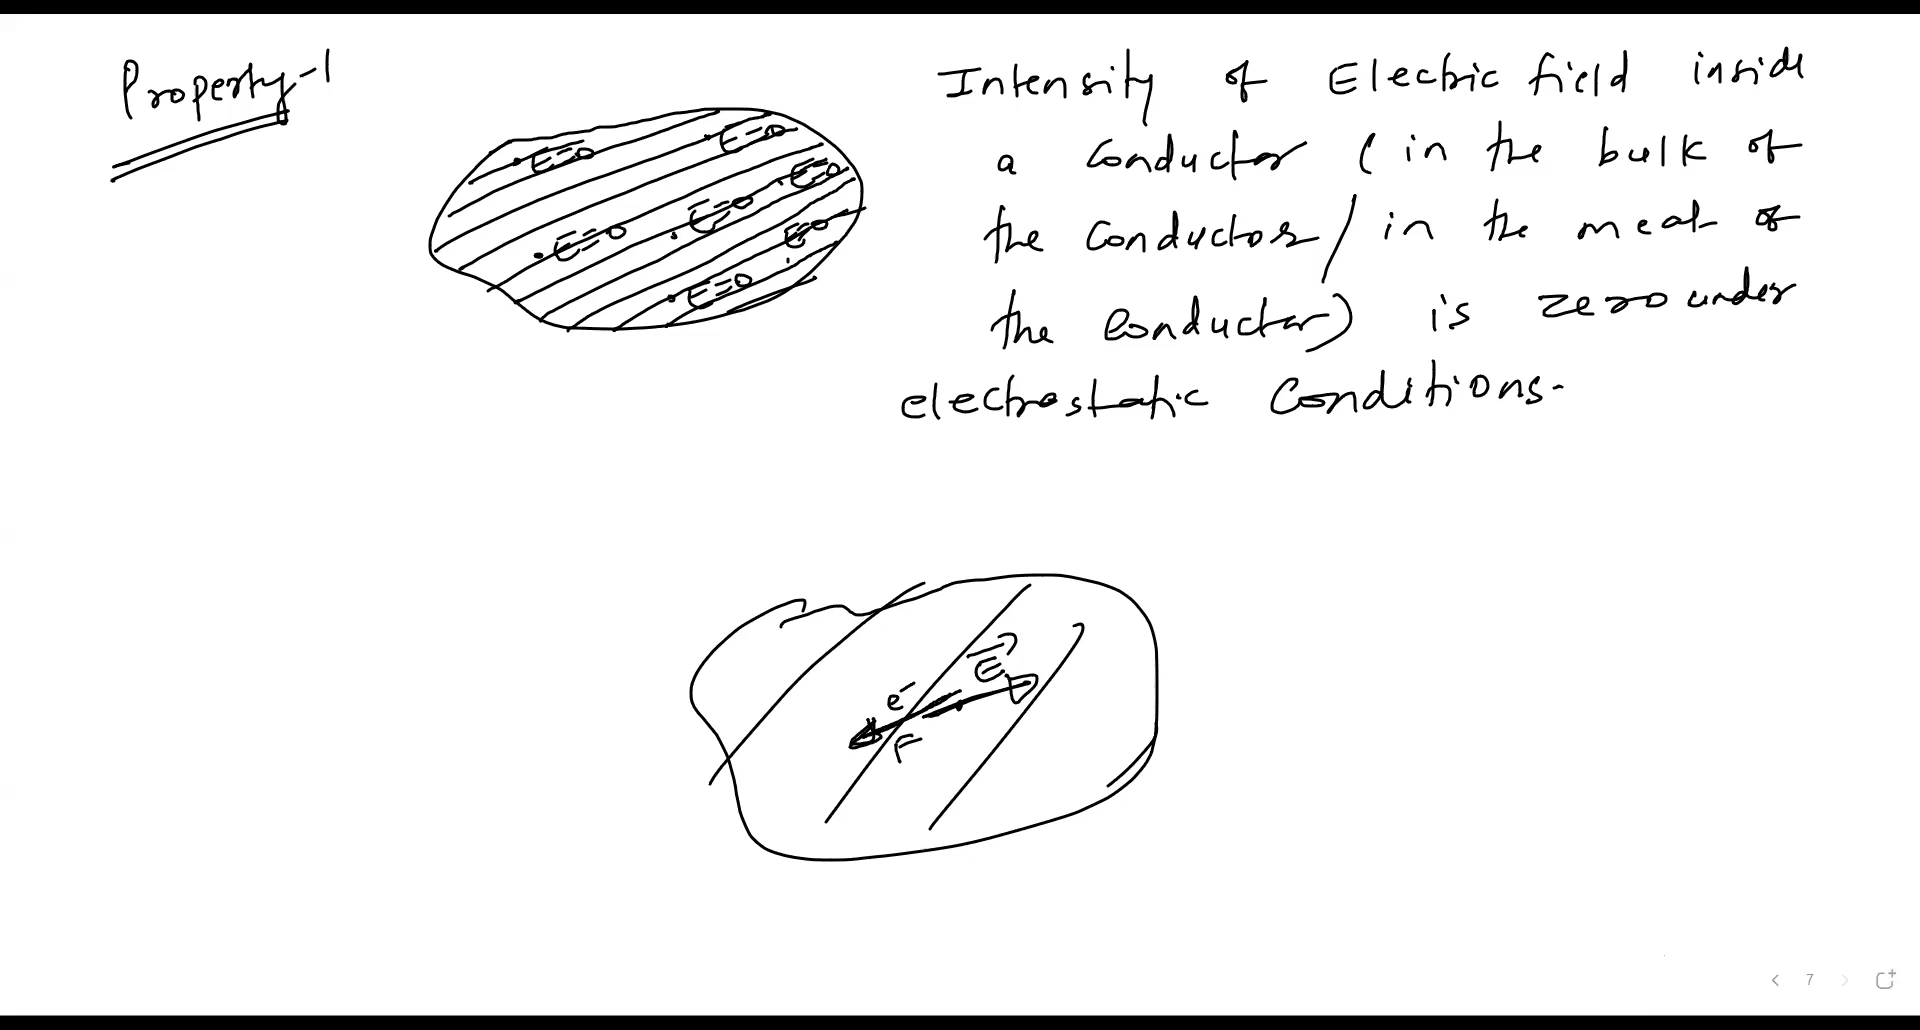 Property-1
Intensity of Electric field inside
a conductor (in the bulk of
the conductor/in the meat of
the conductor) is zero under
electrostatic conditions.
E=0
E=0
E=0
E=0
E=0
E=0
E=0
E
e-
F
7